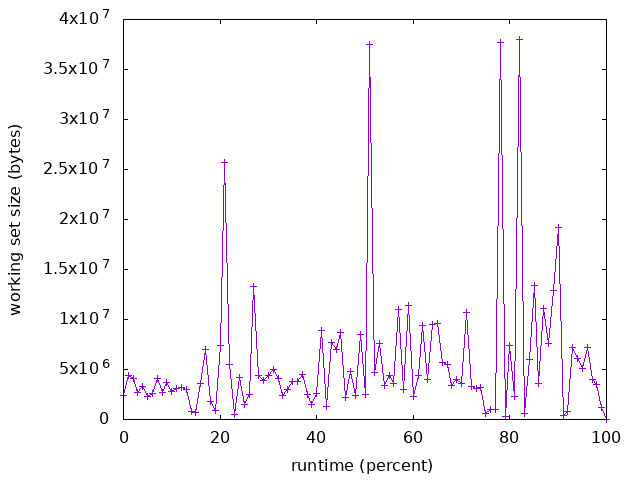 4x10^7
3.5x10^7
3x10^7
2.5x10^7
2x10^7
1.5x10^7
1x10^7
5x10^6
0
working set size (bytes)
0 20 40 60 80 100
runtime (percent)